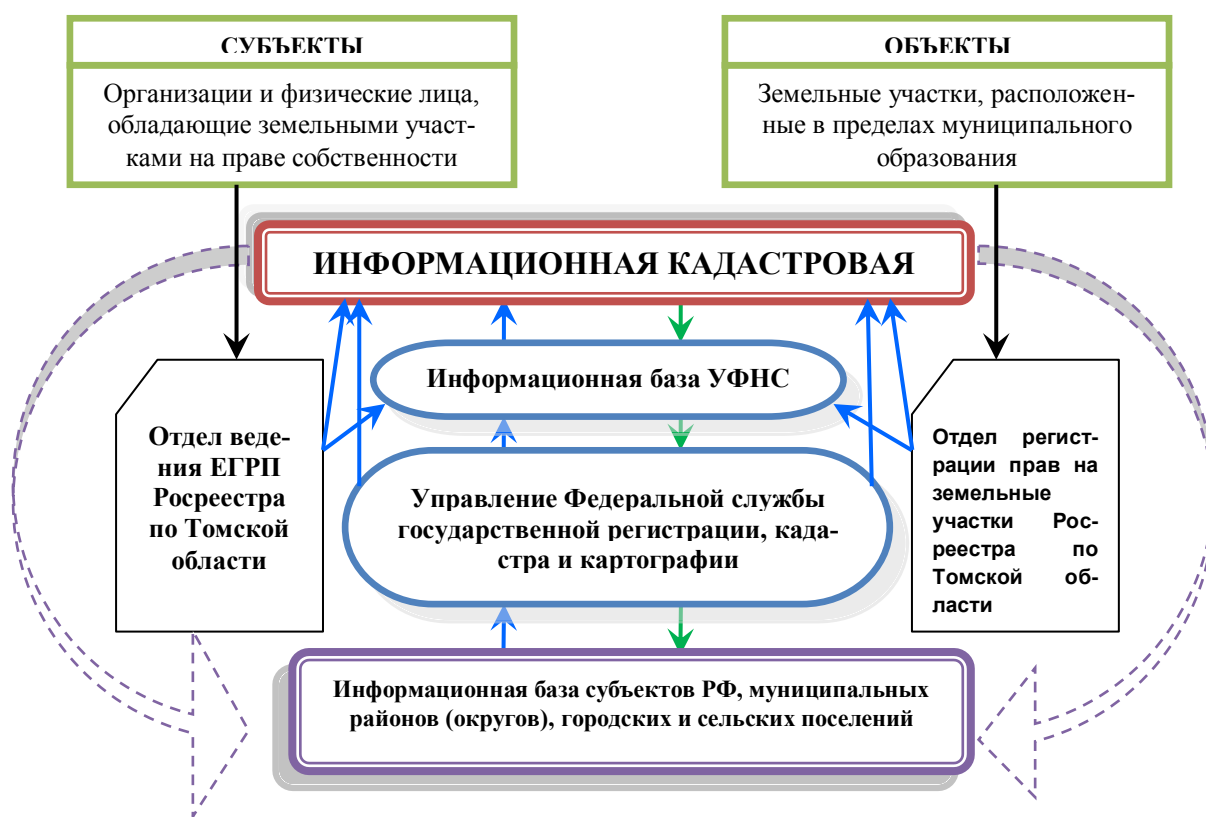 СУБЪЕКТЫ
Организации и физические лица,
обладающие земельными участ-
ками на праве собственности
ОБЪЕКТЫ
Земельные участки, расположен-
ные в пределах муниципального
образования
ИНФОРМАЦИОННАЯ КАДАСТРОВАЯ
Информационная база УФНС
Отдел веде-
ния ЕГРП
Росреестра
по Томской
области
Управление Федеральной службы
государственной регистрации, када-
стра и картографии
Отдел регист-
рации прав на
земельные
участки Рос-
реестра по
Томской об-
ласти
Информационная база субъектов РФ, муниципальных
районов (округов), городских и сельских поселений